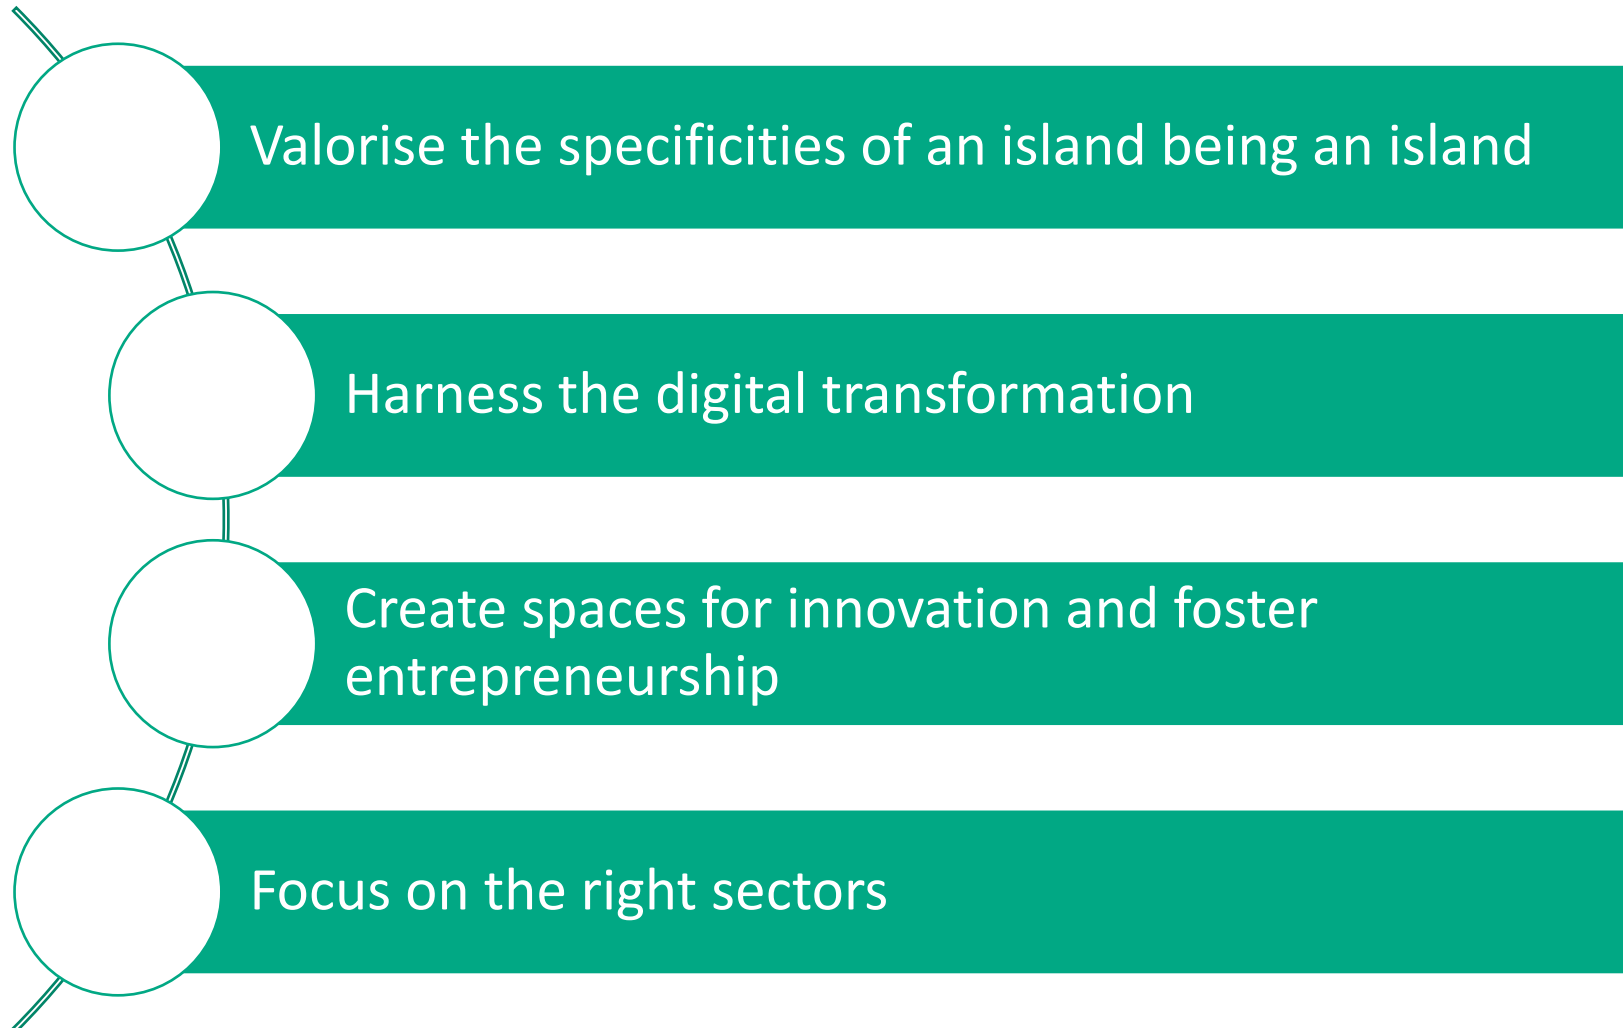 Valorise the specificities of an island being an island
Harness the digital transformation
Create spaces for innovation and foster
entrepreneurship
Focus on the right sectors